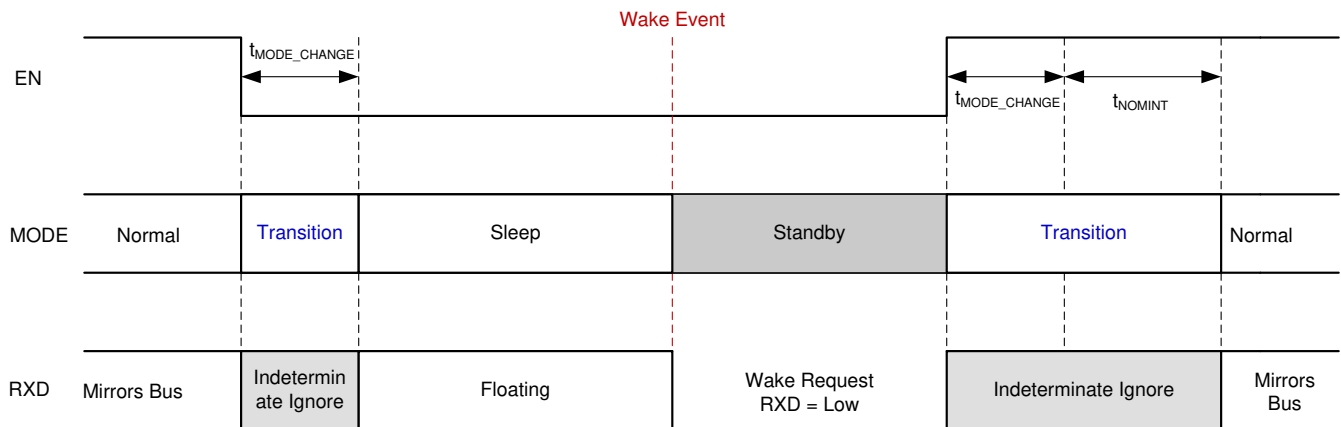 Wake Event
EN
tMODE_CHANGE
tMODE_CHANGE
tNOMINT
MODE
Normal
Transition
Sleep
Standby
Transition
Normal
RXD
Mirrors Bus
Indetermin
ate Ignore
Floating
Wake Request
RXD = Low
Indeterminate Ignore
Mirrors
Bus